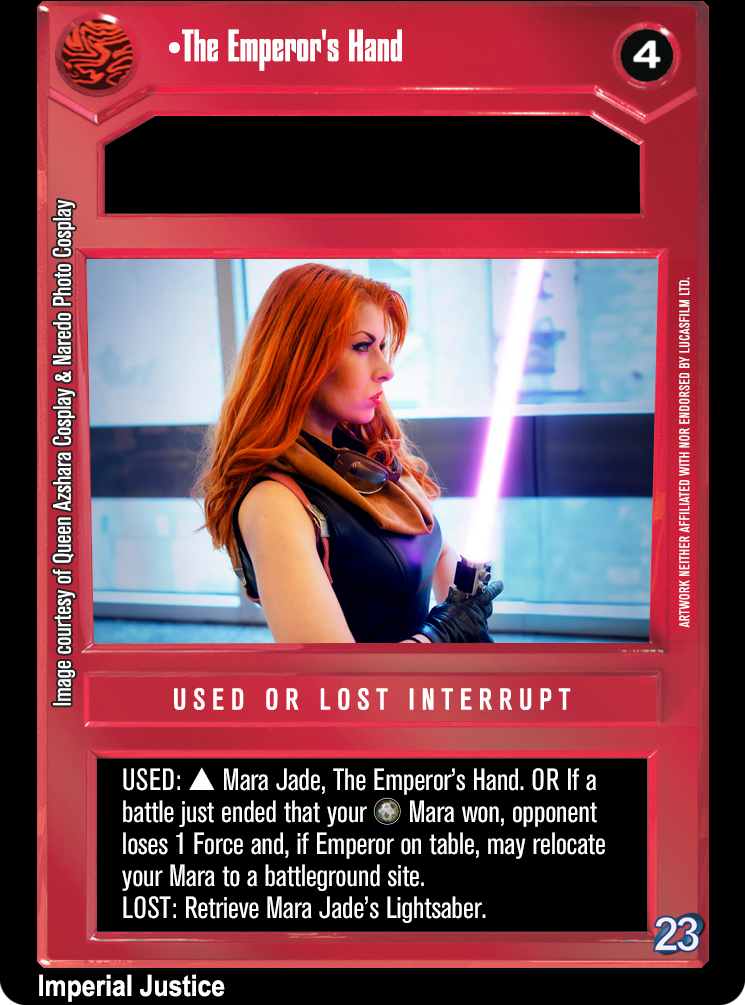 •The Emperor's Hand
4
Image courtesy of Queen Azshara Cosplay & Naredo Photo Cosplay
ARTWORK NEITHER AFFILIATED WITH NOR ENDORSED BY LUCASFILM LTD.
USED OR LOST INTERRUPT
USED: ▲ Mara Jade, The Emperor’s Hand. OR If a
battle just ended that your Mara won, opponent
loses 1 Force and, if Emperor on table, may relocate
your Mara to a battleground site.
LOST: Retrieve Mara Jade’s Lightsaber.
23
Imperial Justice